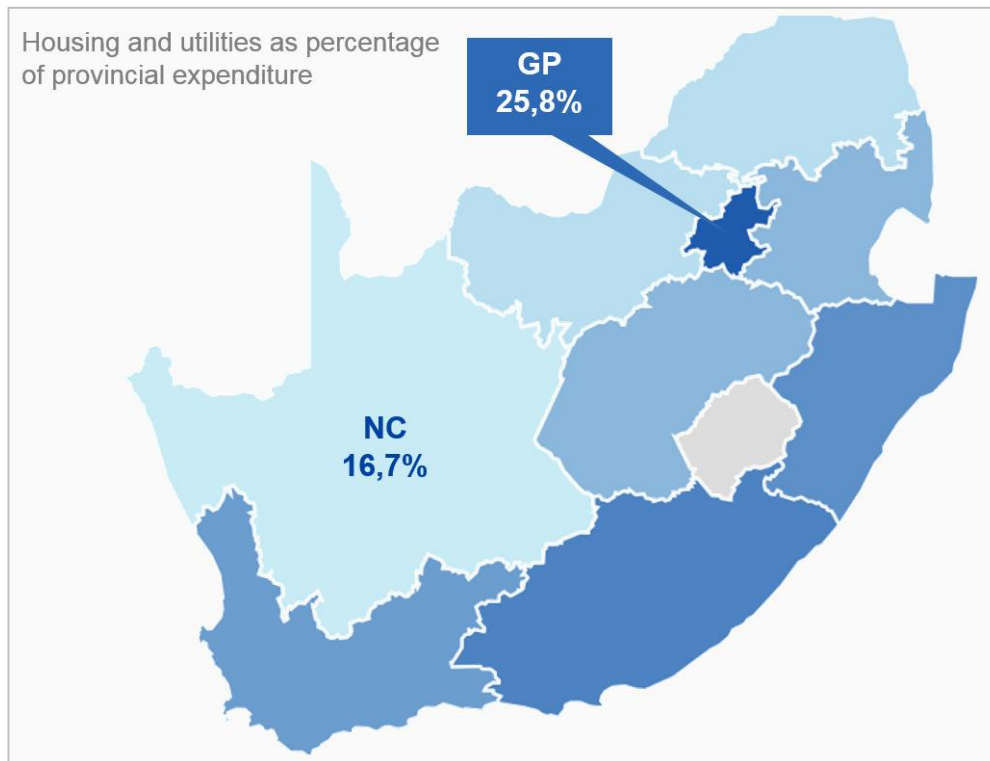 Housing and utilities as percentage
of provincial expenditure
GP
25,8%
NC
16,7%